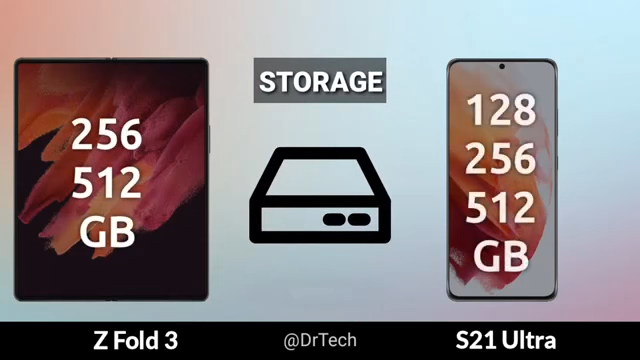 STORAGE
256
512
GB
128
256
512
GB
Z Fold 3
@DrTech
S21 Ultra